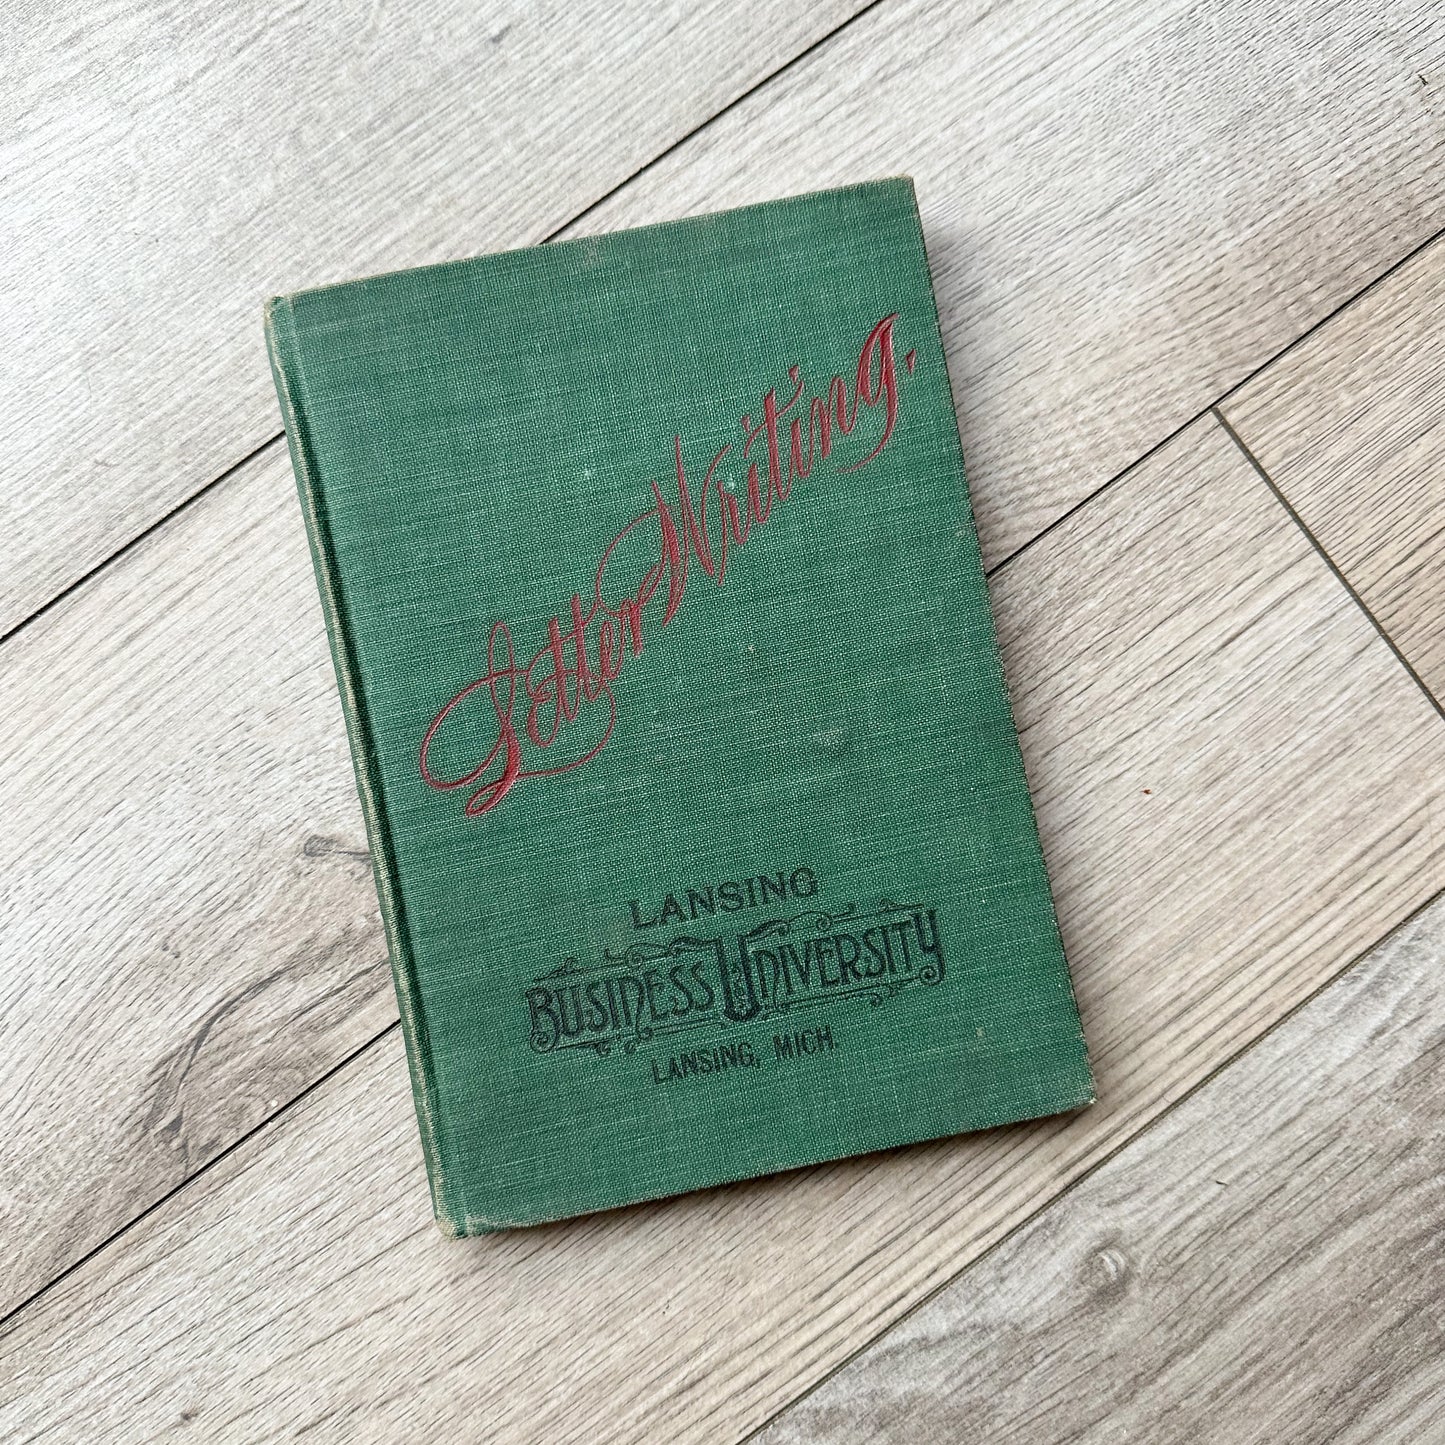 Letter Writing.
LANSING
BUSINESS UNIVERSITY
LANSING, MICH.